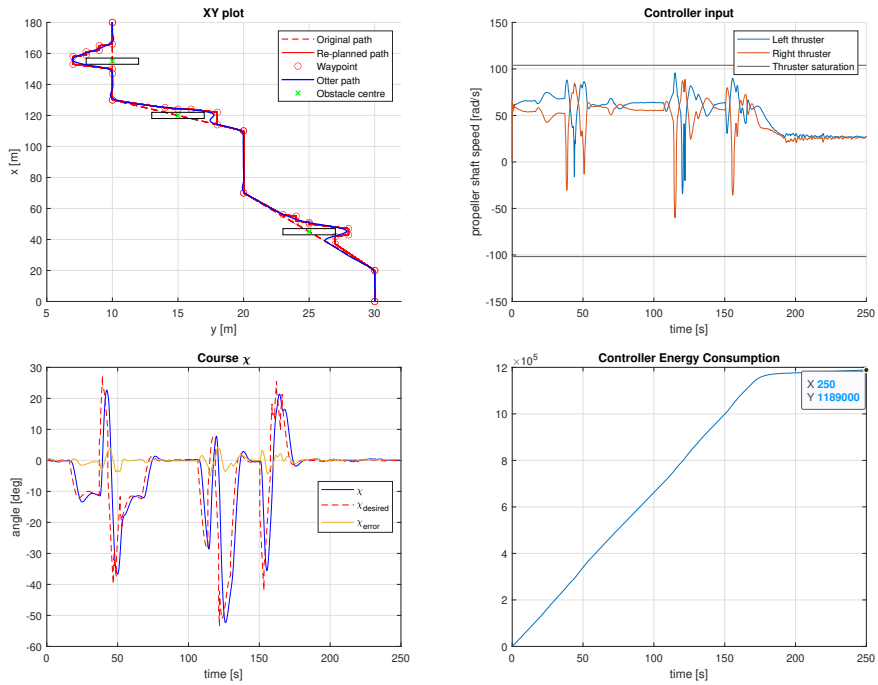 XY plot
180
160
140
120
100
80
60
40
20
0
x [m]
5
10
15
20
25
30
y [m]
Original path
Re-planned path
Waypoint
Otter path
Obstacle centre
Controller input
150
100
50
0
-50
-100
-150
propeller shaft speed [rad/s]
0
50
100
150
200
250
time [s]
Left thruster
Right thruster
Thruster saturation
Course χ
30
20
10
0
-10
-20
-30
-40
-50
-60
angle [deg]
0
50
100
150
200
250
time [s]
χ
χdesired
χerror
Controller Energy Consumption
×10⁵
12
10
8
6
4
2
0
0
50
100
150
200
250
time [s]
X 250
Y 1189000